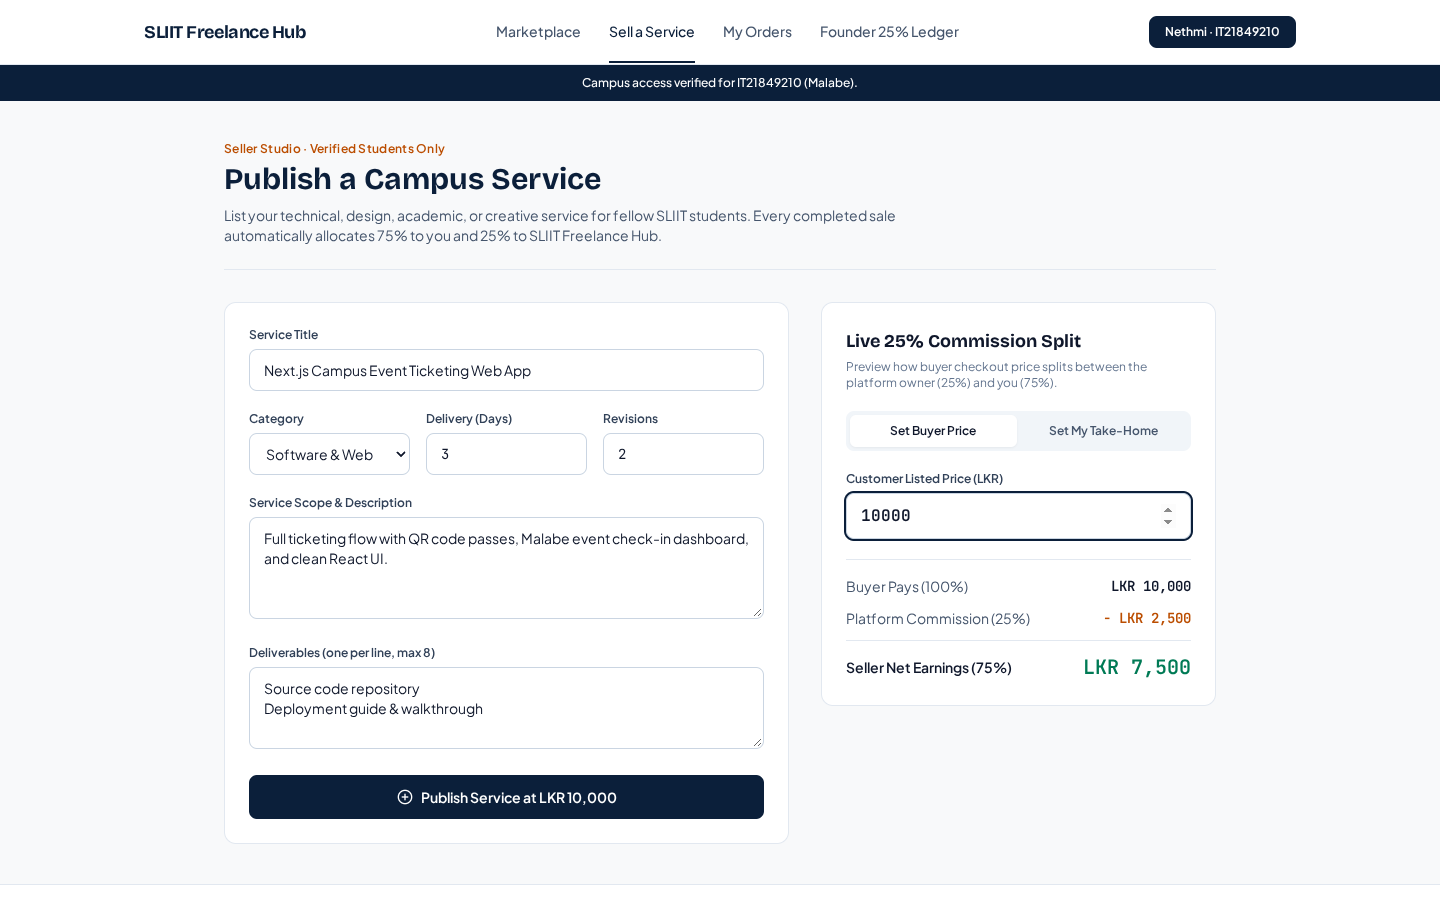 SLIIT Freelance Hub
Marketplace
Sell a Service
My Orders
Founder 25% Ledger
Nethmi · IT21849210
Campus access verified for IT21849210 (Malabe).
Seller Studio · Verified Students Only
Publish a Campus Service
List your technical, design, academic, or creative service for fellow SLIIT students. Every completed sale
automatically allocates 75% to you and 25% to SLIIT Freelance Hub.
Service Title
Next.js Campus Event Ticketing Web App
Category
Delivery (Days)
Revisions
Software & Web
3
2
Service Scope & Description
Full ticketing flow with QR code passes, Malabe event check-in dashboard,
and clean React UI.
Deliverables (one per line, max 8)
Source code repository
Deployment guide & walkthrough
Publish Service at LKR 10,000
Live 25% Commission Split
Preview how buyer checkout price splits between the
platform owner (25%) and you (75%).
Set Buyer Price
Set My Take-Home
Customer Listed Price (LKR)
10000
Buyer Pays (100%)
LKR 10,000
Platform Commission (25%)
- LKR 2,500
Seller Net Earnings (75%)
LKR 7,500